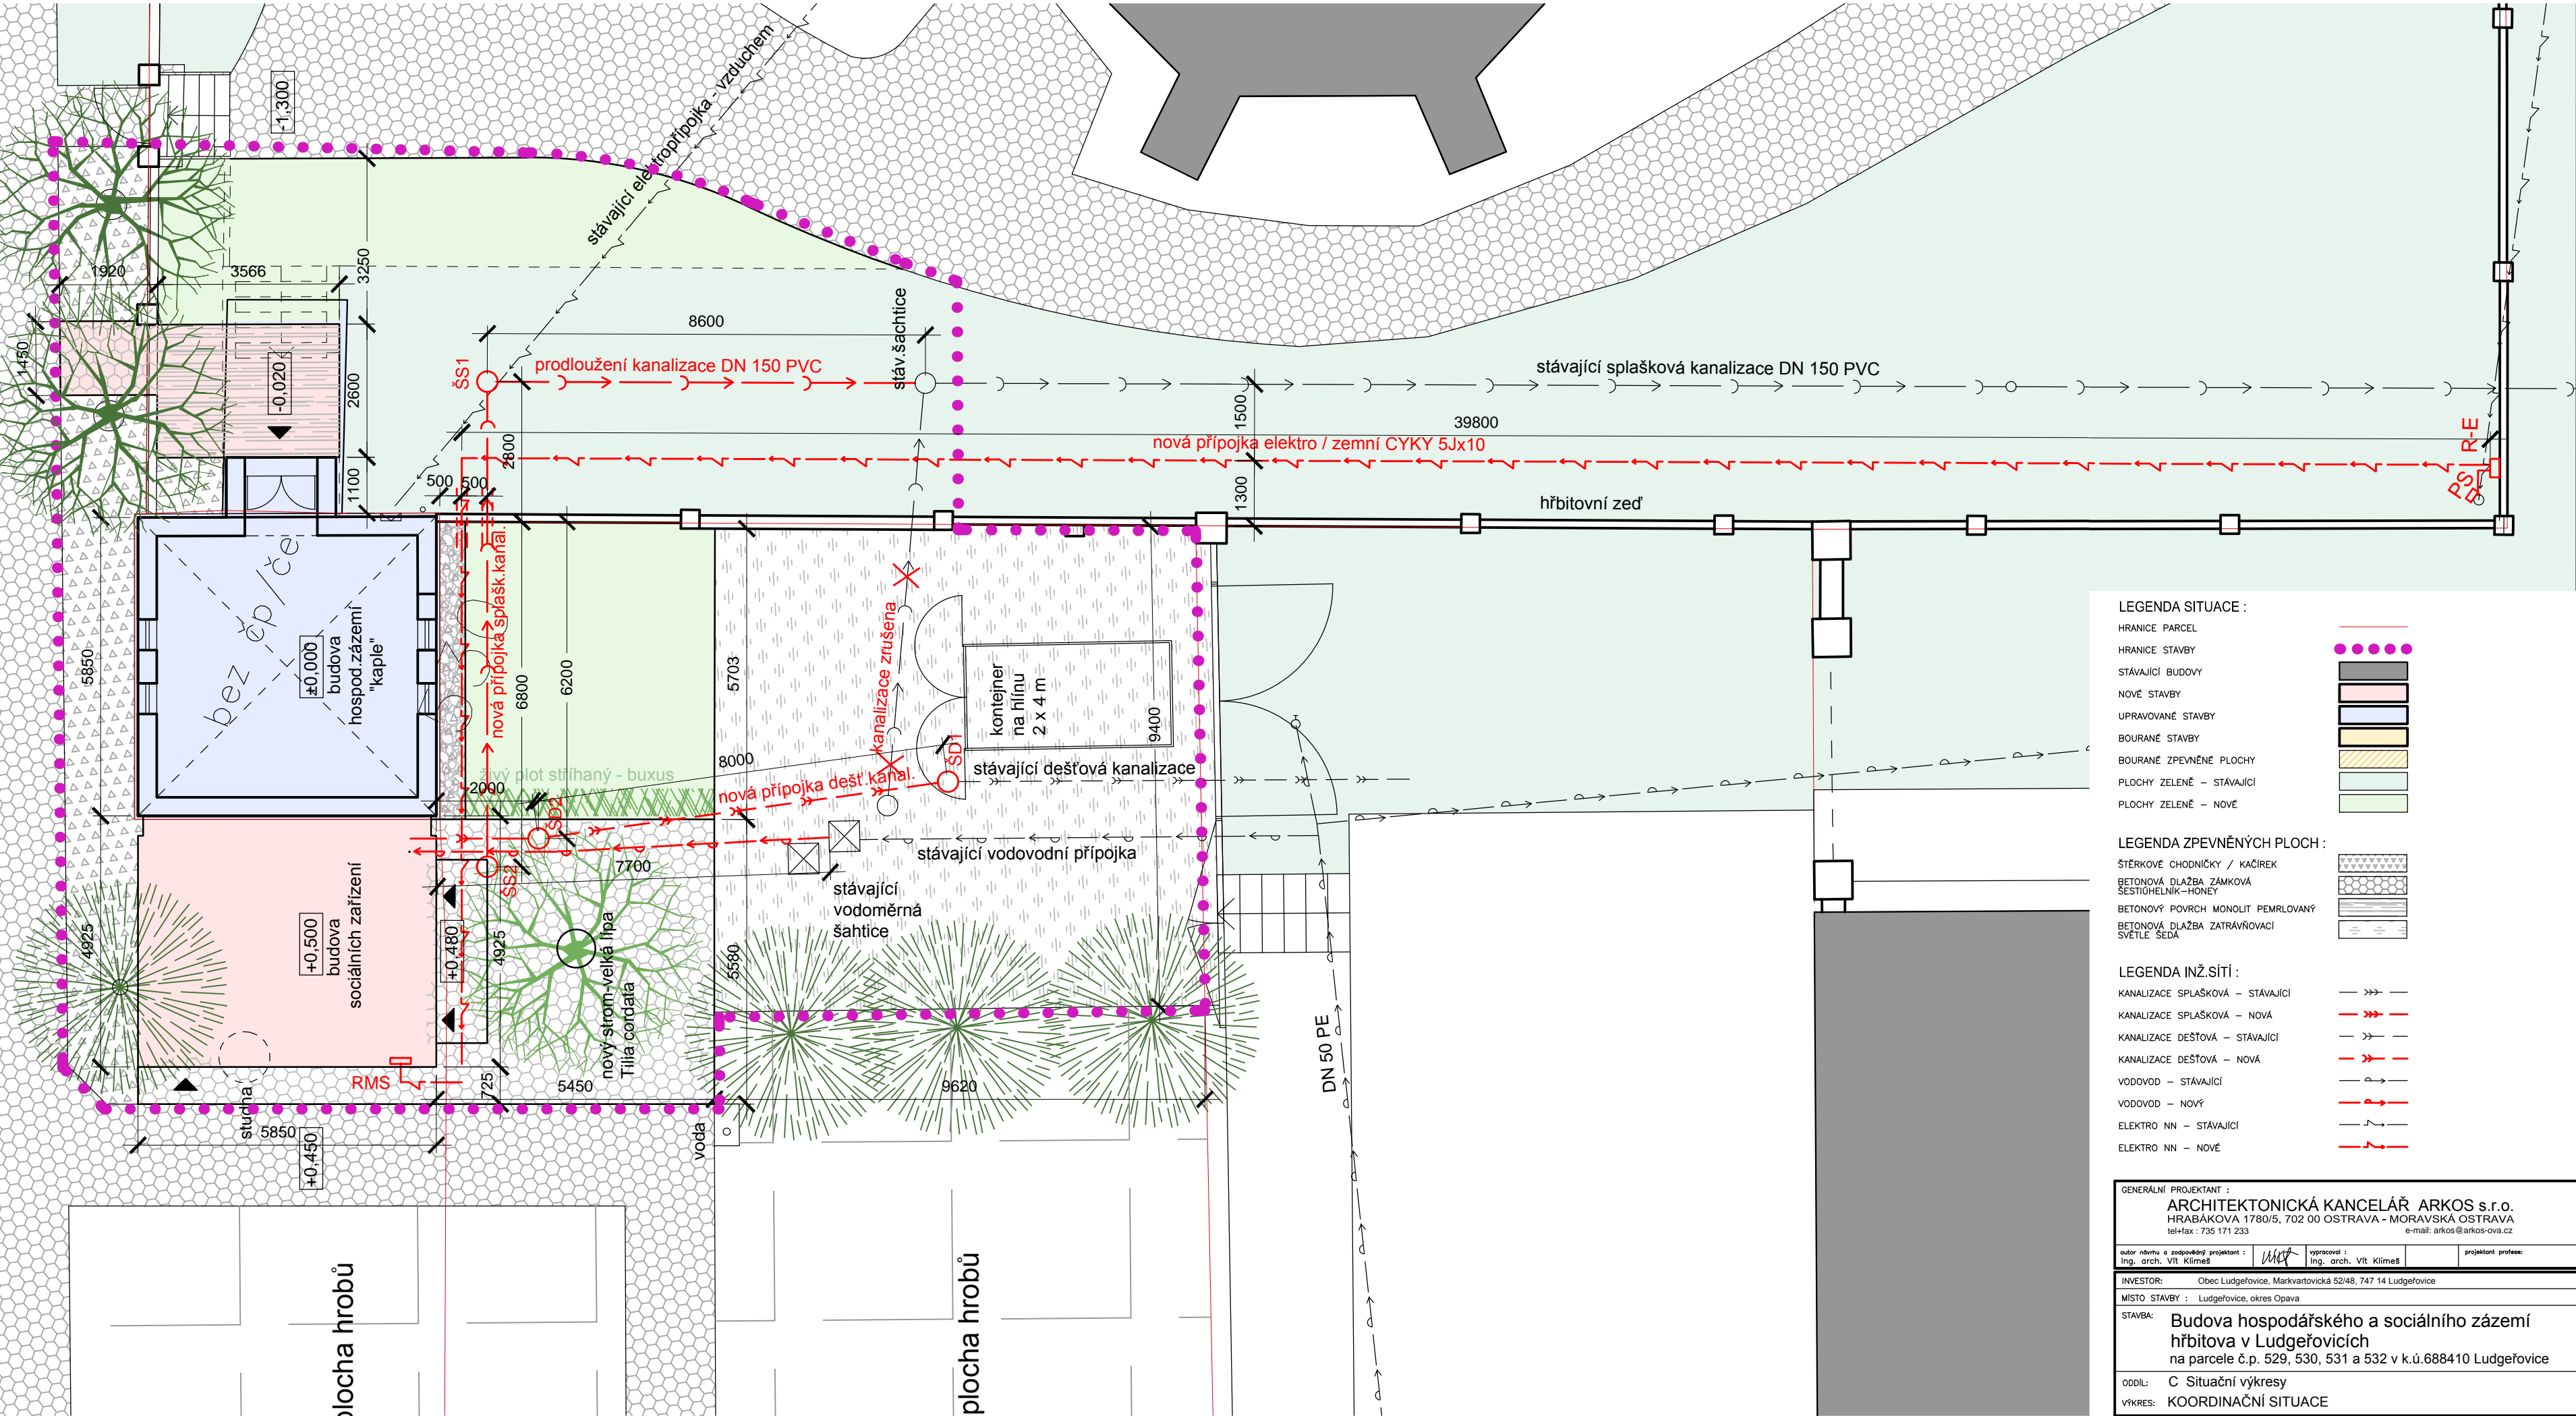 -1,300
stávající elektropřípojka - vzduchem
1920
3566
3250
1450
-0,020
2600
1100
ŠS1
prodloužení kanalizace DN 150 PVC
8600
stáv.šachtice
stávající splašková kanalizace DN 150 PVC
39800
1500
nová přípojka elektro / zemní CYKY 5Jx10
1300
hřbitovní zeď
R-E
PS
2800
500
500
bez čp/če
±0,000
budova
hospod.zázemí
"kaple"
5850
nová přípojka splašk.kanal.
6800
6200
5703
kanalizace zrušena
kontejner
na hlínu
2 x 4 m
9400
živý plot stříhaný - buxus
2000
8000
nová přípojka dešť.kanal.
ŠD1
ŠD2
stávající dešťová kanalizace
stávající vodovodní přípojka
7700
ŠS2
stávající
vodoměrná
šahtice
4925
+0,500
budova
sociálních zařízení
+0,480
4925
nový strom-velká lípa
Tilia cordata
5580
RMS
studna
725
5450
9620
5850
+0,450
voda
DN 50 PE
plocha hrobů
plocha hrobů
LEGENDA SITUACE :
HRANICE PARCEL
HRANICE STAVBY
STÁVAJÍCÍ BUDOVY
NOVÉ STAVBY
UPRAVOVANÉ STAVBY
BOURANÉ STAVBY
BOURANÉ ZPEVNĚNÉ PLOCHY
PLOCHY ZELENĚ – STÁVAJÍCÍ
PLOCHY ZELENĚ – NOVÉ
LEGENDA ZPEVNĚNÝCH PLOCH :
ŠTĚRKOVÉ CHODNÍČKY / KAČÍREK
BETONOVÁ DLAŽBA ZÁMKOVÁ
ŠESTIÚHELNÍK–HONEY
BETONOVÝ POVRCH MONOLIT PEMRLOVANÝ
BETONOVÁ DLAŽBA ZATRÁVŇOVACÍ
SVĚTLE ŠEDÁ
LEGENDA INŽ.SÍTÍ :
KANALIZACE SPLAŠKOVÁ – STÁVAJÍCÍ
KANALIZACE SPLAŠKOVÁ – NOVÁ
KANALIZACE DEŠŤOVÁ – STÁVAJÍCÍ
KANALIZACE DEŠŤOVÁ – NOVÁ
VODOVOD – STÁVAJÍCÍ
VODOVOD – NOVÝ
ELEKTRO NN – STÁVAJÍCÍ
ELEKTRO NN – NOVÉ
GENERÁLNÍ PROJEKTANT :
ARCHITEKTONICKÁ KANCELÁŘ ARKOS s.r.o.
HRABÁKOVA 1780/5, 702 00 OSTRAVA - MORAVSKÁ OSTRAVA
tel+fax : 735 171 233 e-mail: arkos@arkos-ova.cz
autor návrhu a zodpovědný projektant : vypracoval : projektant profese:
Ing. arch. Vít Klimeš Ing. arch. Vít Klimeš
INVESTOR: Obec Ludgeřovice, Markvartovická 52/48, 747 14 Ludgeřovice
MÍSTO STAVBY : Ludgeřovice, okres Opava
STAVBA: Budova hospodářského a sociálního zázemí
hřbitova v Ludgeřovicích
na parcele č.p. 529, 530, 531 a 532 v k.ú.688410 Ludgeřovice
ODDÍL: C Situační výkresy
VÝKRES: KOORDINAČNÍ SITUACE